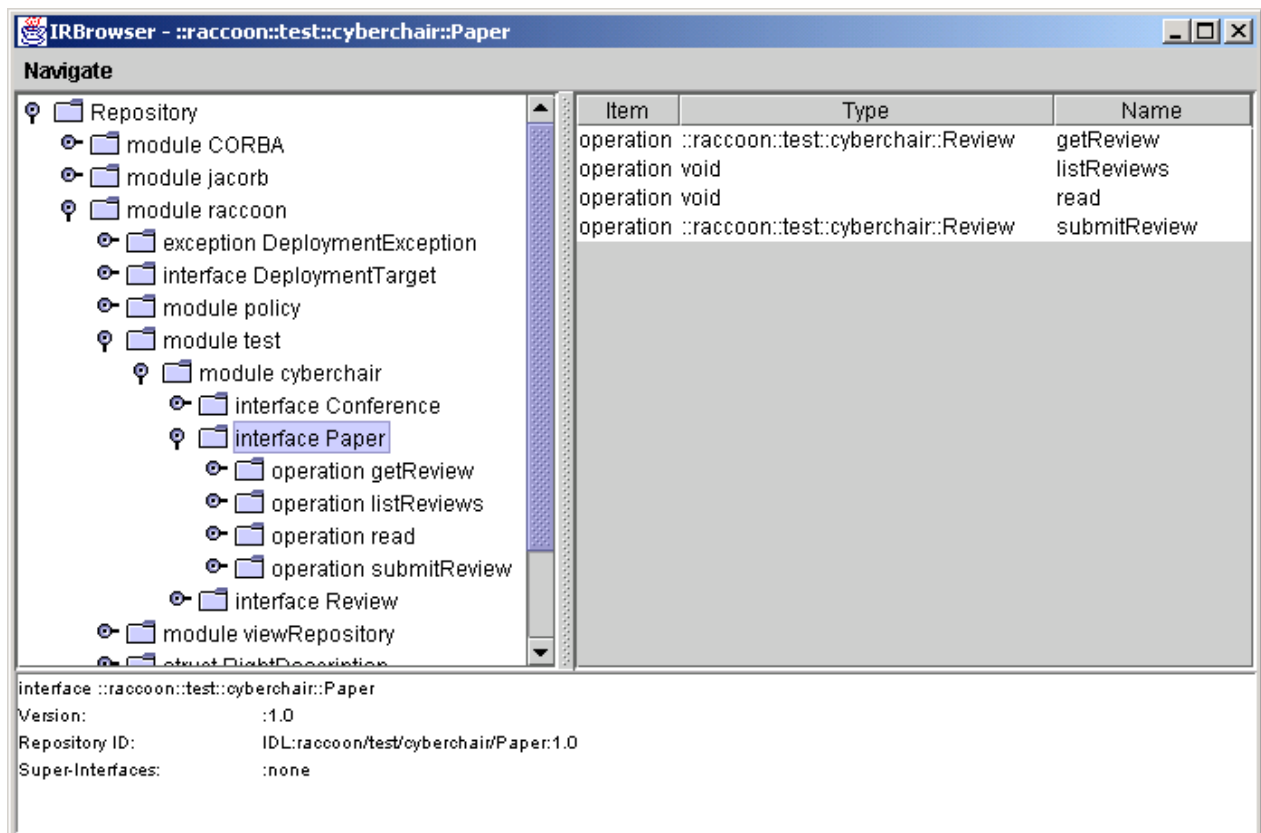 IRBrowser - ::raccoon::test::cyberchair::Paper
Navigate
Repository
module CORBA
module jacorb
module raccoon
exception DeploymentException
interface DeploymentTarget
module policy
module test
module cyberchair
interface Conference
interface Paper
operation getReview
operation listReviews
operation read
operation submitReview
interface Review
module viewRepository
struct RightDescription
Item Type Name
operation ::raccoon::test::cyberchair::Review getReview
operation void listReviews
operation void read
operation ::raccoon::test::cyberchair::Review submitReview
interface ::raccoon::test::cyberchair::Paper
Version: :1.0
Repository ID: IDL:raccoon/test/cyberchair/Paper:1.0
Super-Interfaces: :none